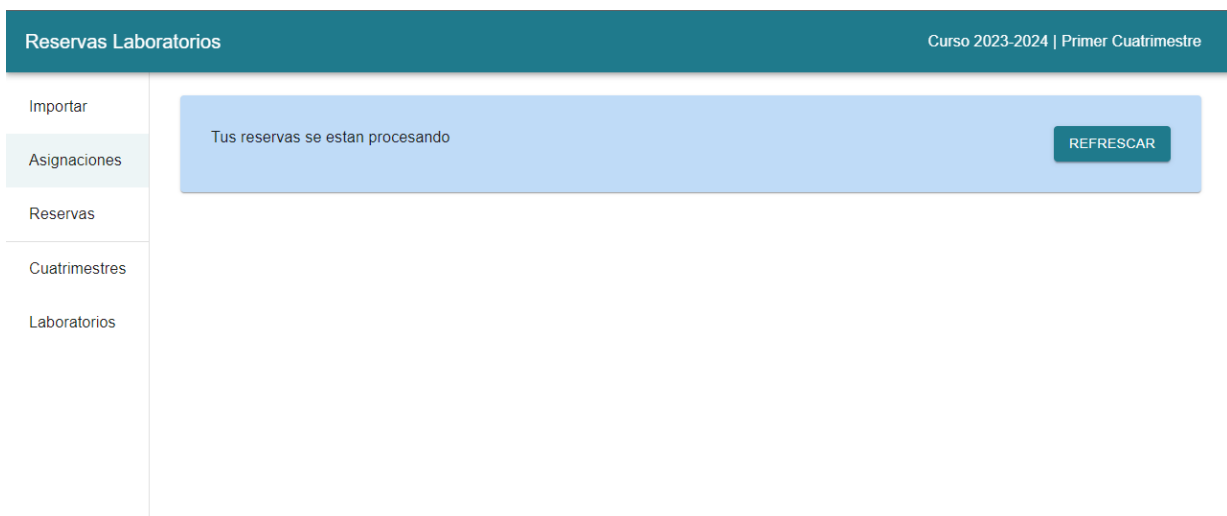 Reservas Laboratorios
Curso 2023-2024 | Primer Cuatrimestre
Importar
Asignaciones
Reservas
Cuatrimestres
Laboratorios
Tus reservas se estan procesando
REFRESCAR